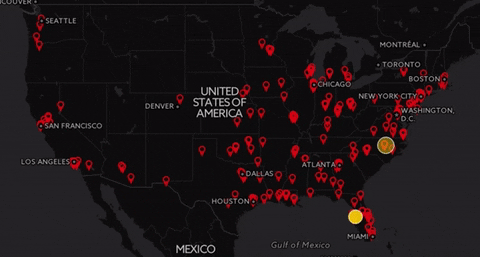 VANCOUVER
SEATTLE
MONTRÉAL
TORONTO
BOSTON
UNITED
STATES OF
AMERICA
CHICAGO
NEW YORK CITY
DENVER
WASHINGTON,
D.C.
SAN FRANCISCO
LOS ANGELES
ATLANTA
DALLAS
HOUSTON
MIAMI
MEXICO
Gulf of Mexico